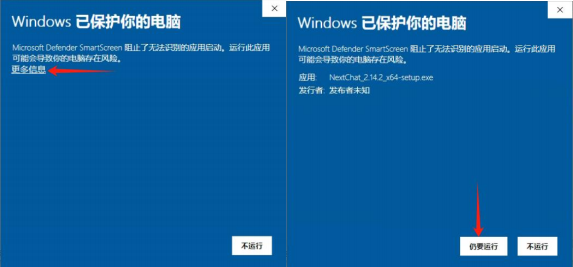 Windows 已保护你的电脑
Microsoft Defender SmartScreen 阻止了无法识别的应用启动。运行此应用
可能会导致你的电脑存在风险。
更多信息
不运行
Windows 已保护你的电脑
Microsoft Defender SmartScreen 阻止了无法识别的应用启动。运行此应用
可能会导致你的电脑存在风险。
应用: NextChat_2.14.2_x64-setup.exe
发行者: 发布者未知
仍要运行 不运行